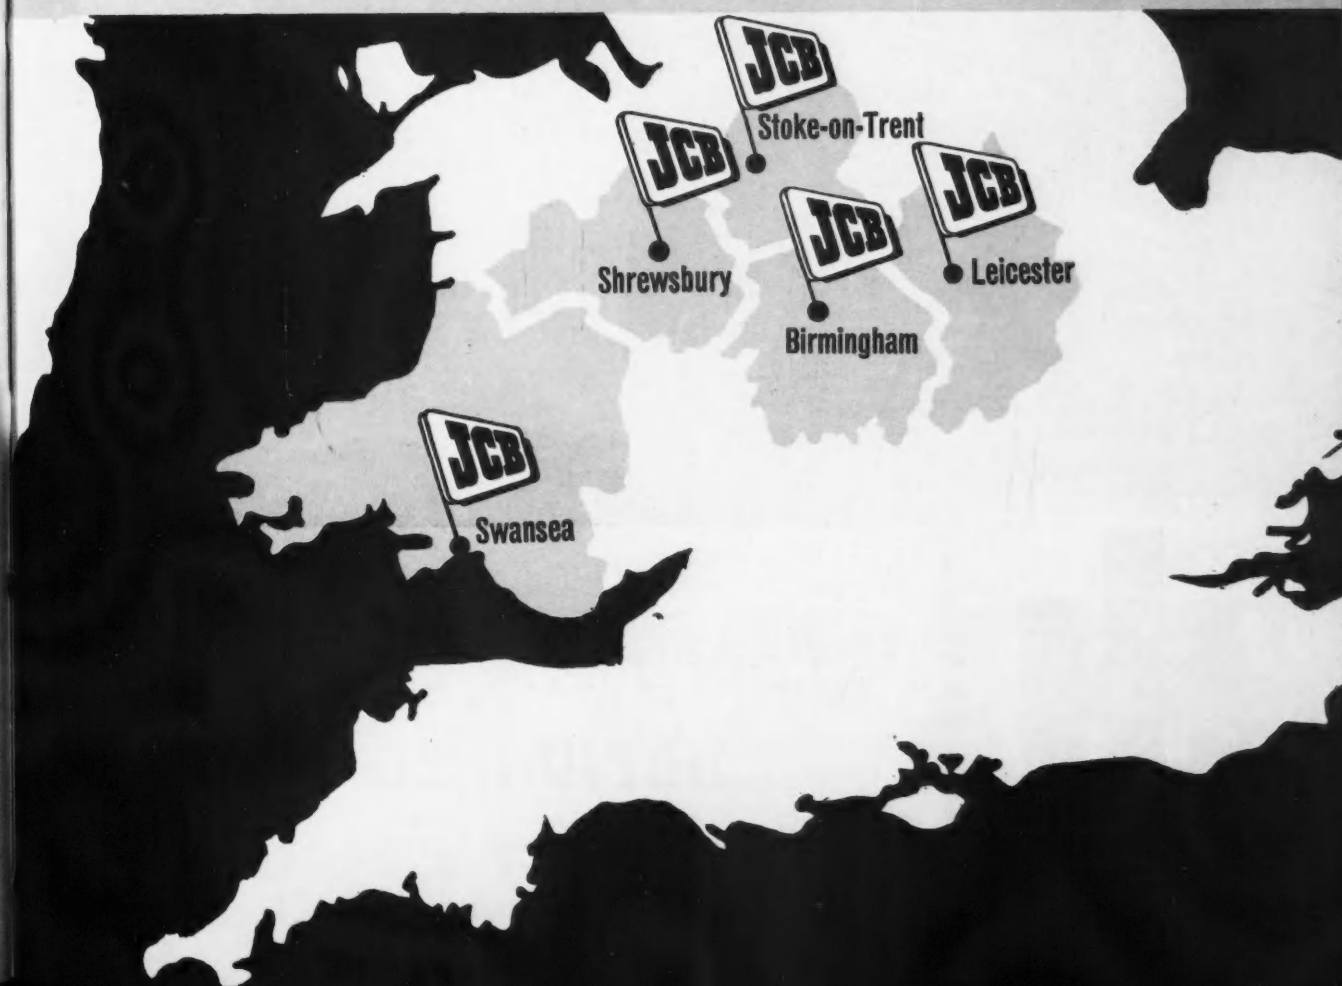 JCB
Stoke-on-Trent
JCB
Shrewsbury
JCB
Birmingham
JCB
Leicester
JCB
Swansea